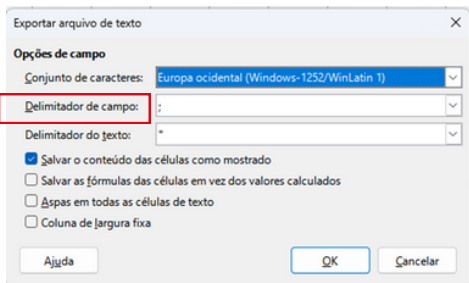 Exportar arquivo de texto
Opções de campo
Conjunto de caracteres: Europa ocidental (Windows-1252/WinLatin 1)
Delimitador de campo: ;
Delimitador do texto: "
Salvar o conteúdo das células como mostrado
Salvar as fórmulas das células em vez dos valores calculados
Aspas em todas as células de texto
Coluna de largura fixa
Ajuda OK Cancelar